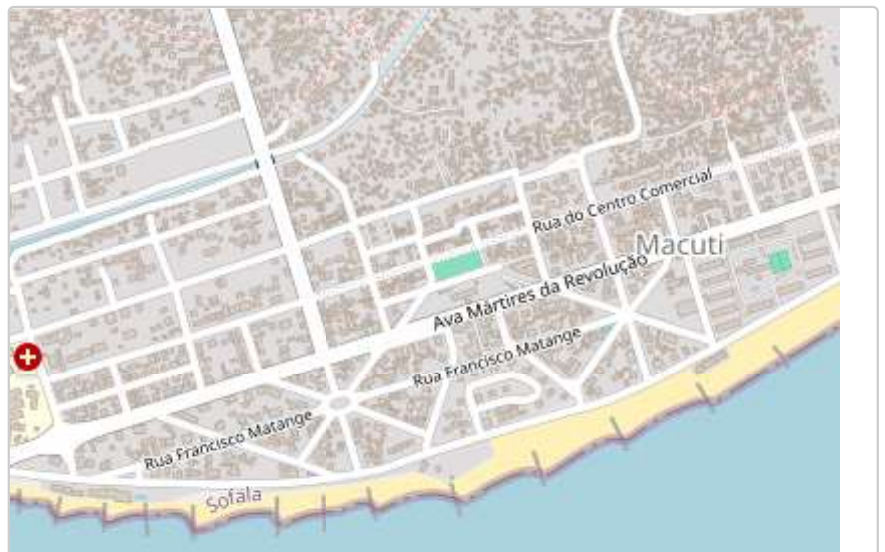 Rua do Centro Comercial
Macuti
Ava Mártires da Revolução
Rua Francisco Matange
Rua Francisco Matange
Sofala